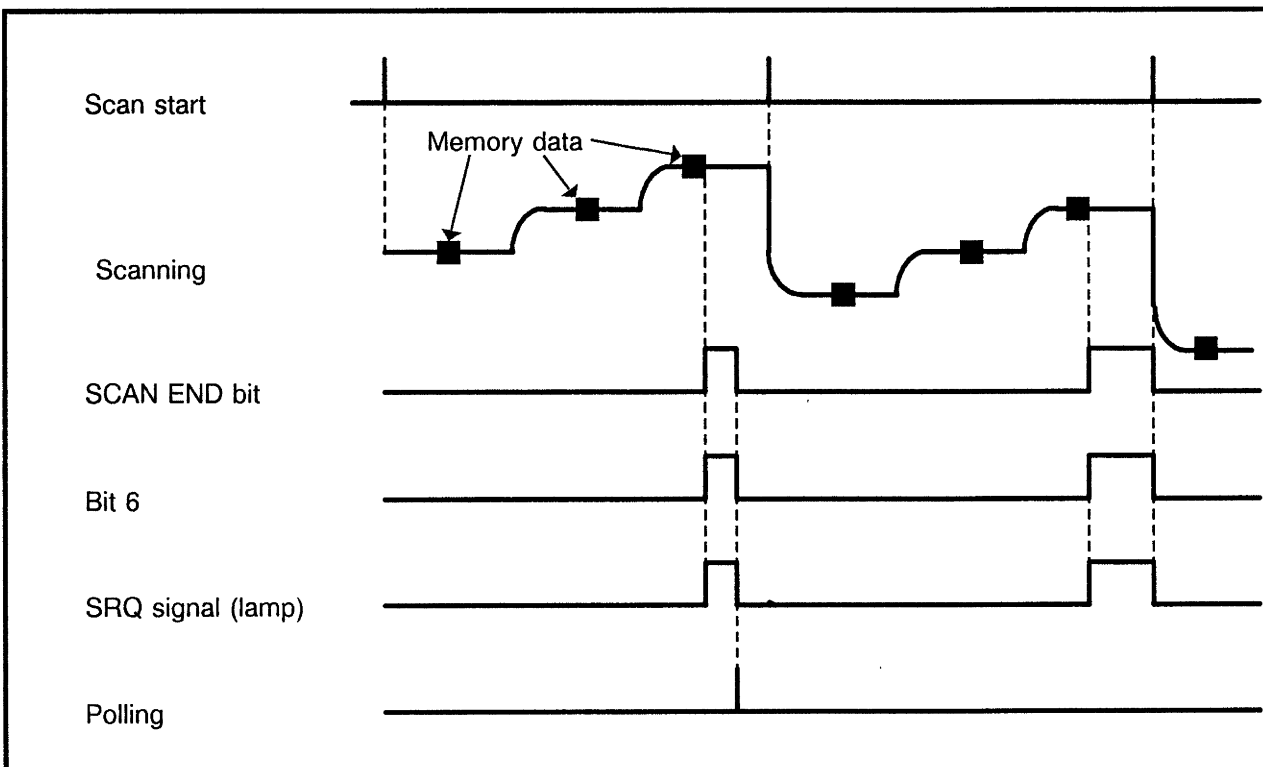 Scan start
Memory data
Scanning
SCAN END bit
Bit 6
SRQ signal (lamp)
Polling